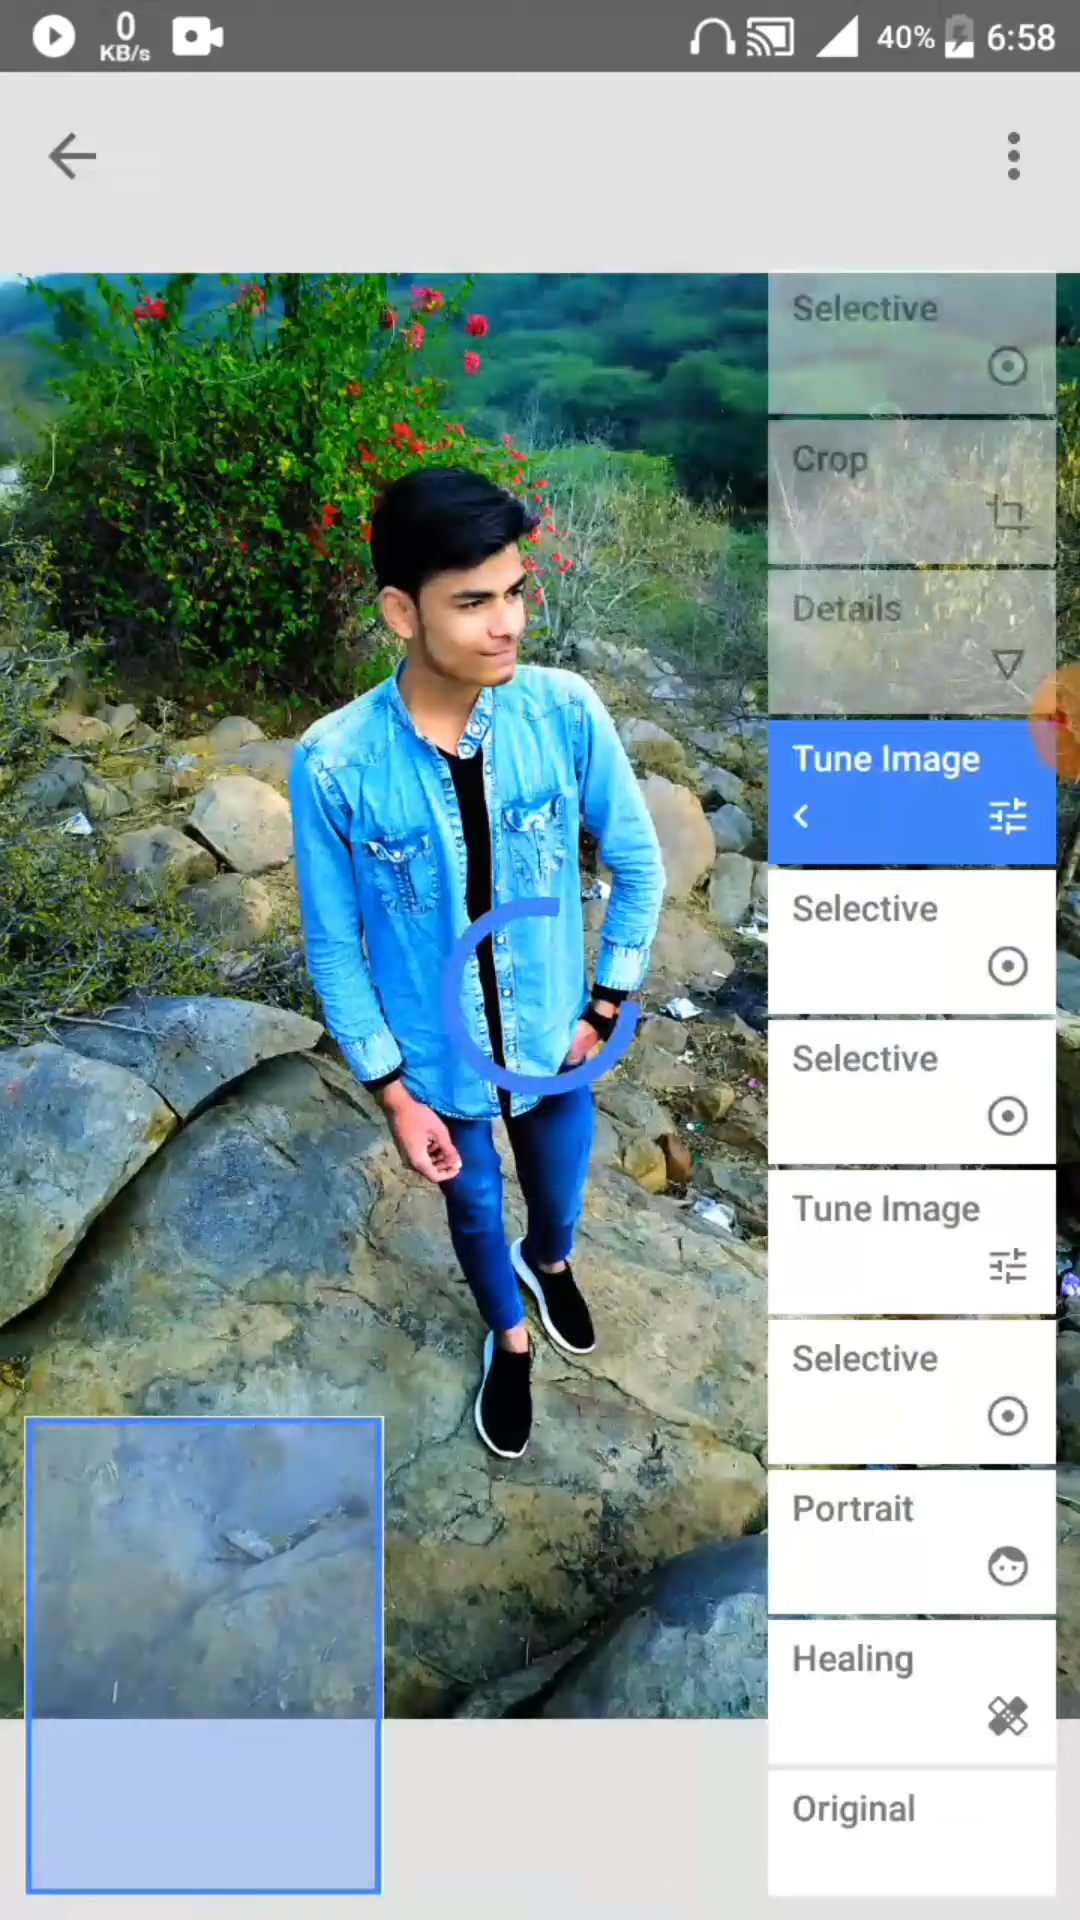 0
KB/s
40%
6:58
Selective
Crop
Details
Tune Image
Selective
Selective
Tune Image
Selective
Portrait
Healing
Original